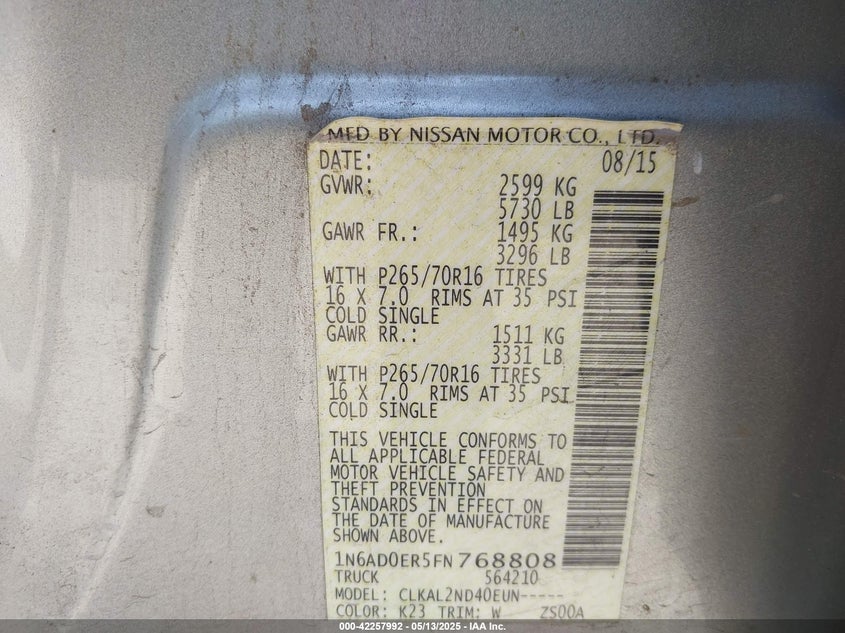 MFD BY NISSAN MOTOR CO., LTD.
DATE: 08/15
GVWR: 2599 KG
5730 LB
GAWR FR.: 1495 KG
3296 LB
WITH P265/70R16 TIRES
16 X 7.0 RIMS AT 35 PSI
COLD SINGLE
GAWR RR.: 1511 KG
3331 LB
WITH P265/70R16 TIRES
16 X 7.0 RIMS AT 35 PSI
COLD SINGLE
THIS VEHICLE CONFORMS TO
ALL APPLICABLE FEDERAL
MOTOR VEHICLE SAFETY AND
THEFT PREVENTION
STANDARDS IN EFFECT ON
THE DATE OF MANUFACTURE
SHOWN ABOVE.
1N6AD0ER5FN768808
TRUCK 564210
MODEL: CLKAL2ND40EUN-----
COLOR: K23 TRIM: W ZS00A
000-42257992 - 05/13/2025 - IAA Inc.